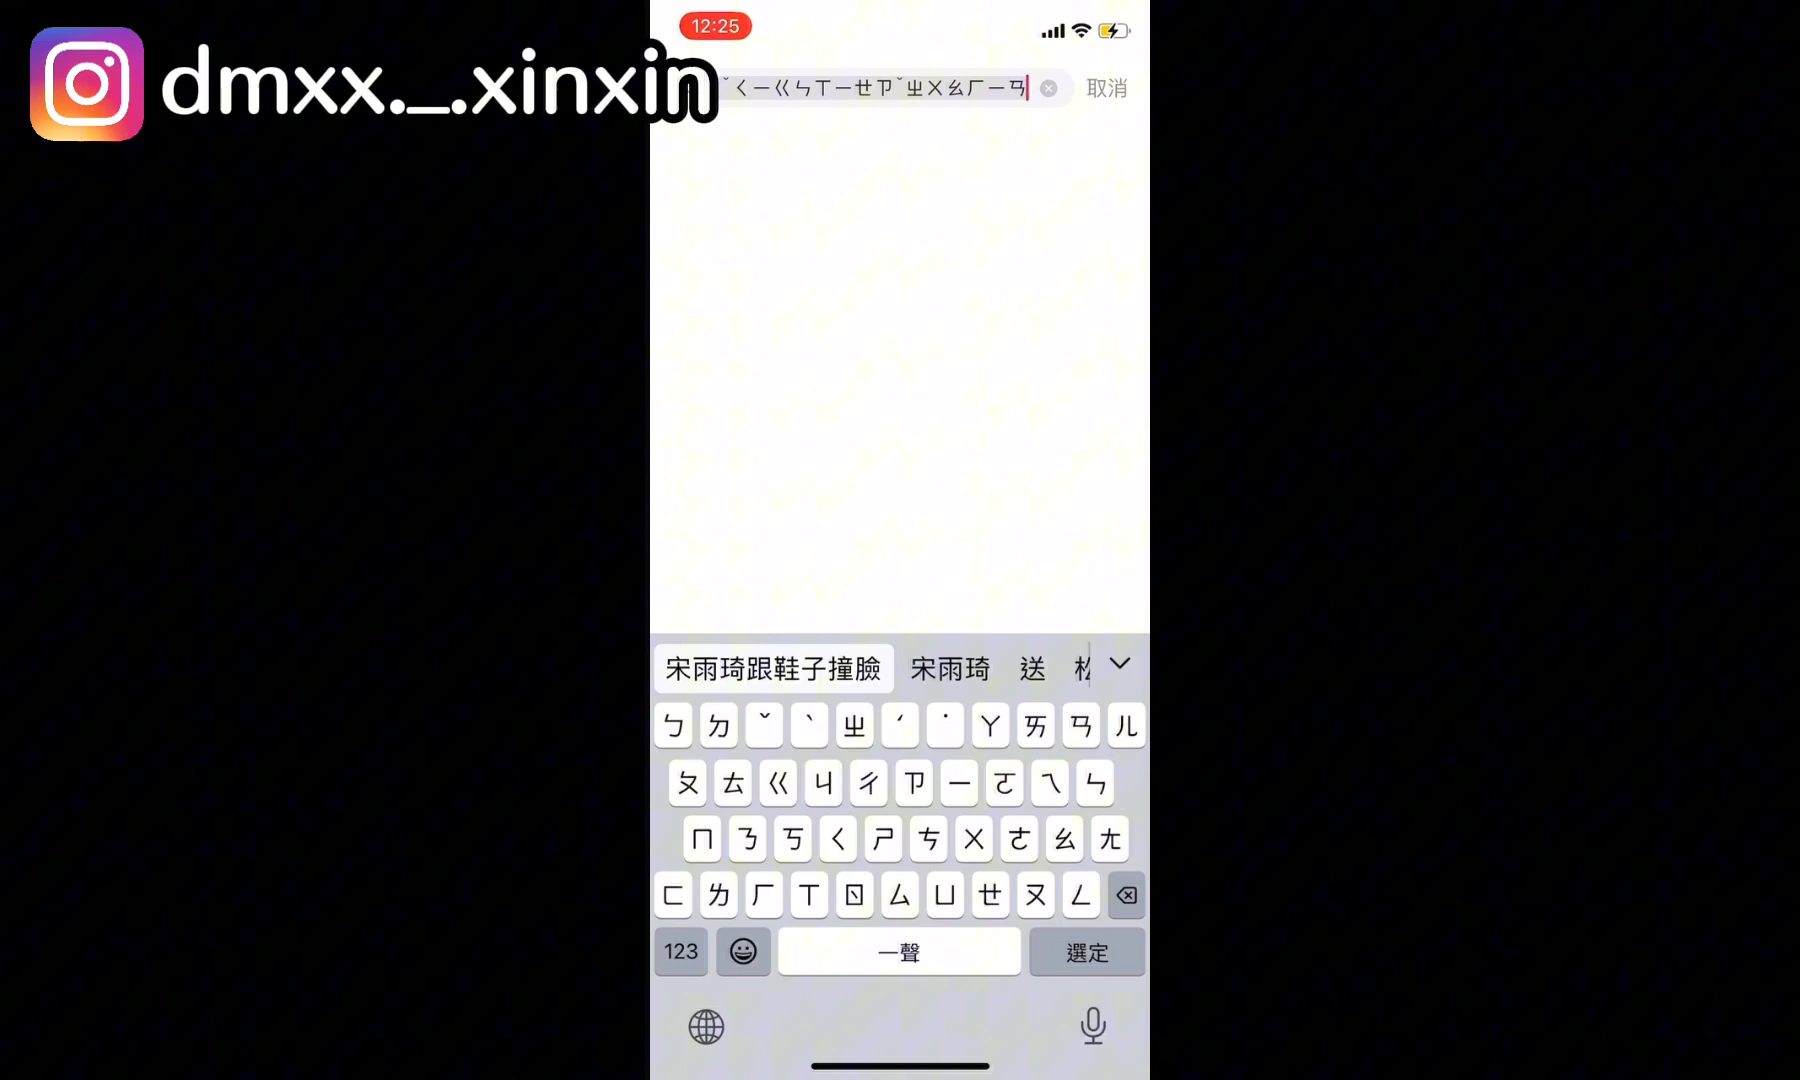 12:25
dmxx._.xinxin
ˇㄑㄧㄍㄣㄒㄧㄝㄗˇㄓㄨㄠㄏㄧㄢ
取消
宋雨琦跟鞋子撞臉 宋雨琦 送 松
ㄅ ㄉ ˇ ˋ ㄓ ˊ ˙ ㄚ ㄞ ㄢ ㄦ
ㄆ ㄊ ㄍ ㄐ ㄔ ㄗ ㄧ ㄛ ㄟ ㄣ
ㄇ ㄋ ㄎ ㄑ ㄕ ㄘ ㄨ ㄜ ㄠ ㄤ
ㄈ ㄌ ㄏ ㄒ ㄖ ㄙ ㄩ ㄝ ㄡ ㄥ
123 一聲 選定